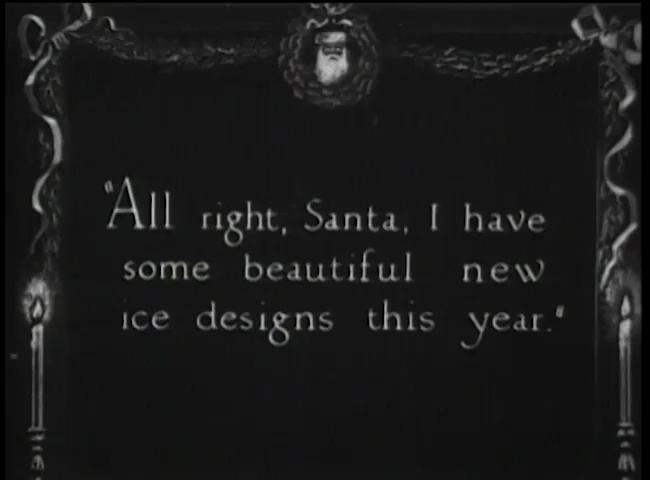 "All right, Santa, I have
some beautiful new
ice designs this year."